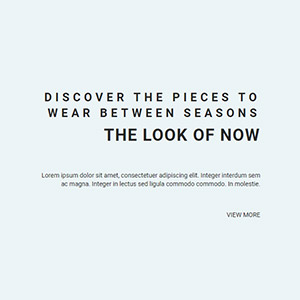 DISCOVER THE PIECES TO
WEAR BETWEEN SEASONS
THE LOOK OF NOW
Lorem ipsum dolor sit amet, consectetuer adipiscing elit. Integer interdum sem
ac magna. Integer in lectus sed ligula commodo commodo. In molestie.
VIEW MORE